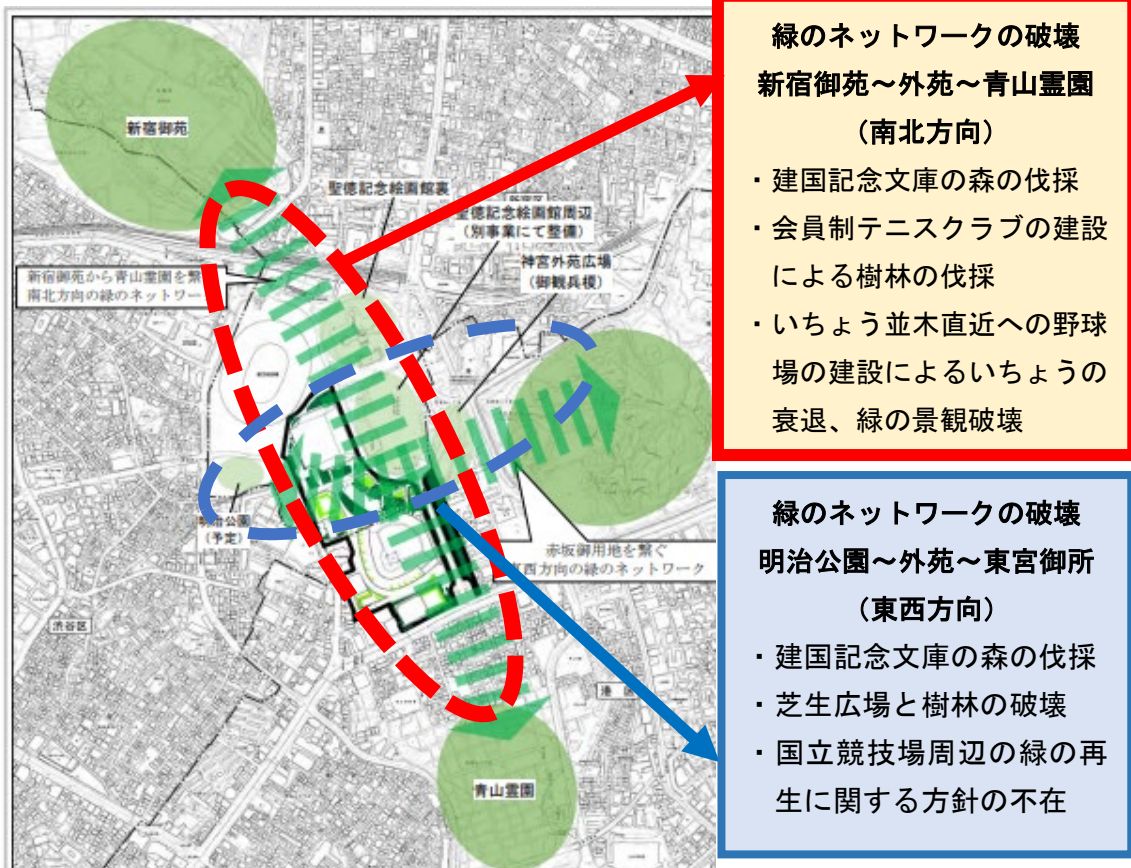 新宿御苑
聖徳記念絵画館裏
聖徳記念絵画館周辺
(別事業にて整備)
神宮外苑広場
(御観兵榎)
新宿御苑から青山霊園を繋
南北方向の緑のネットワー
明治公園
(予定)
赤坂御用地を繋ぐ
東西方向の緑のネットワーク
渋谷区
港区
青山霊園
緑のネットワークの破壊
新宿御苑~外苑~青山霊園
(南北方向)
・建国記念文庫の森の伐採
・会員制テニスクラブの建設
による樹林の伐採
・いちょう並木直近への野球
場の建設によるいちょうの
衰退、緑の景観破壊
緑のネットワークの破壊
明治公園~外苑~東宮御所
(東西方向)
・建国記念文庫の森の伐採
・芝生広場と樹林の破壊
・国立競技場周辺の緑の再
生に関する方針の不在